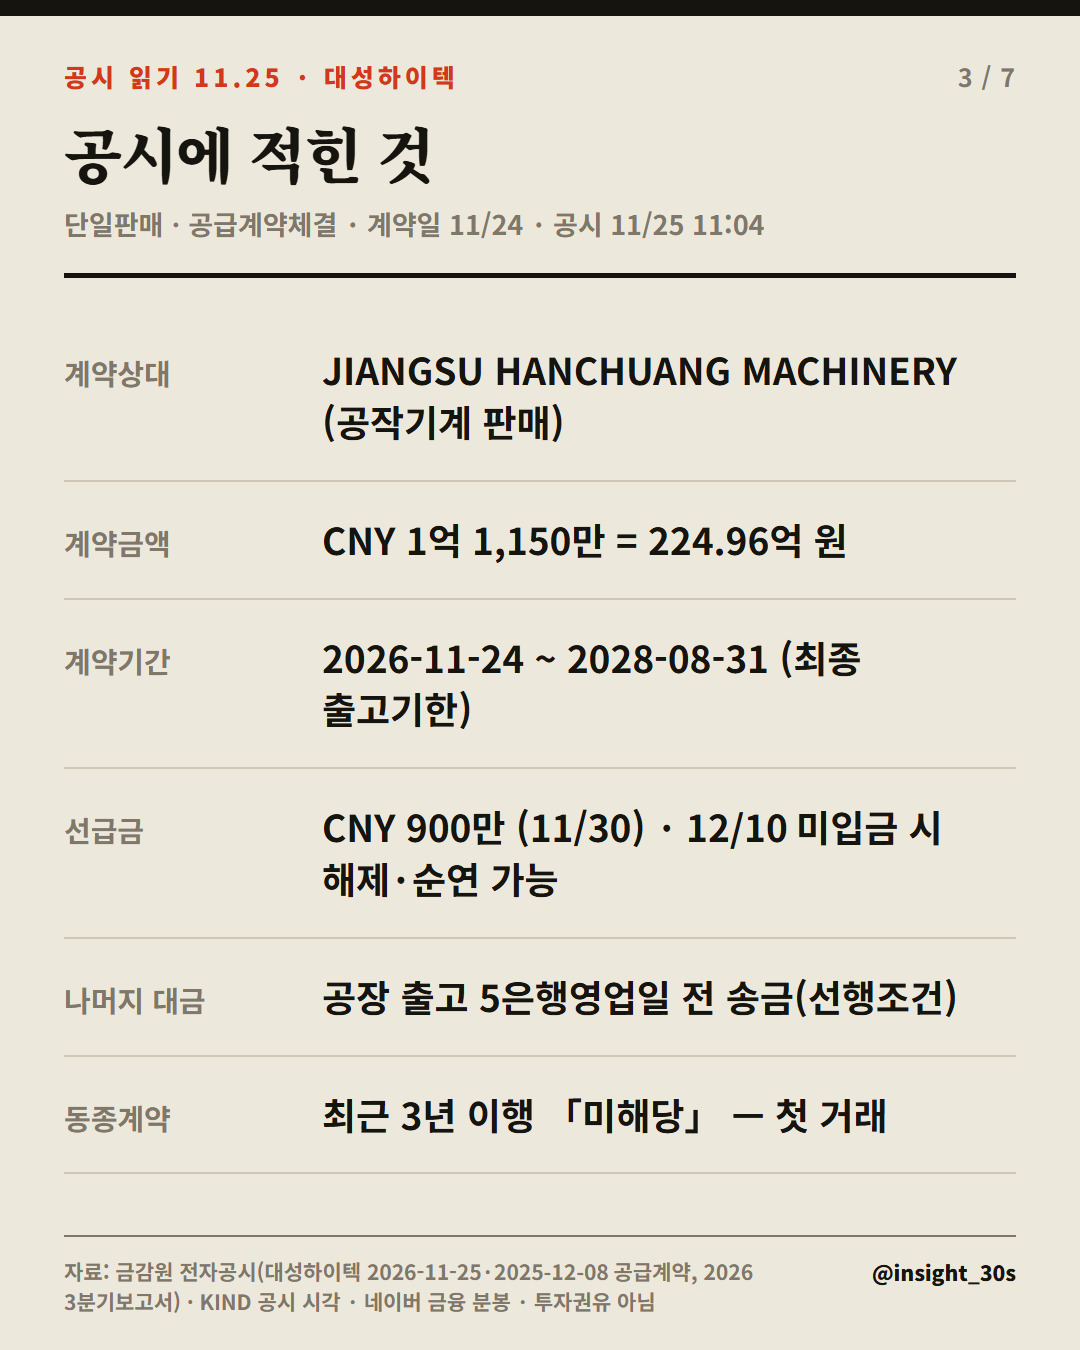 공시 읽기 11.25 · 대성하이텍
3 / 7
공시에 적힌 것
단일판매 · 공급계약체결 · 계약일 11/24 · 공시 11/25 11:04
계약상대
JIANGSU HANCHUANG MACHINERY
(공작기계 판매)
계약금액
CNY 1억 1,150만 = 224.96억 원
계약기간
2026-11-24 ~ 2028-08-31 (최종
출고기한)
선급금
CNY 900만 (11/30) · 12/10 미입금 시
해제·순연 가능
나머지 대금
공장 출고 5은행영업일 전 송금(선행조건)
동종계약
최근 3년 이행 「미해당」 — 첫 거래
자료: 금감원 전자공시(대성하이텍 2026-11-25·2025-12-08 공급계약, 2026
3분기보고서) · KIND 공시 시각 · 네이버 금융 분봉 · 투자권유 아님
@insight_30s